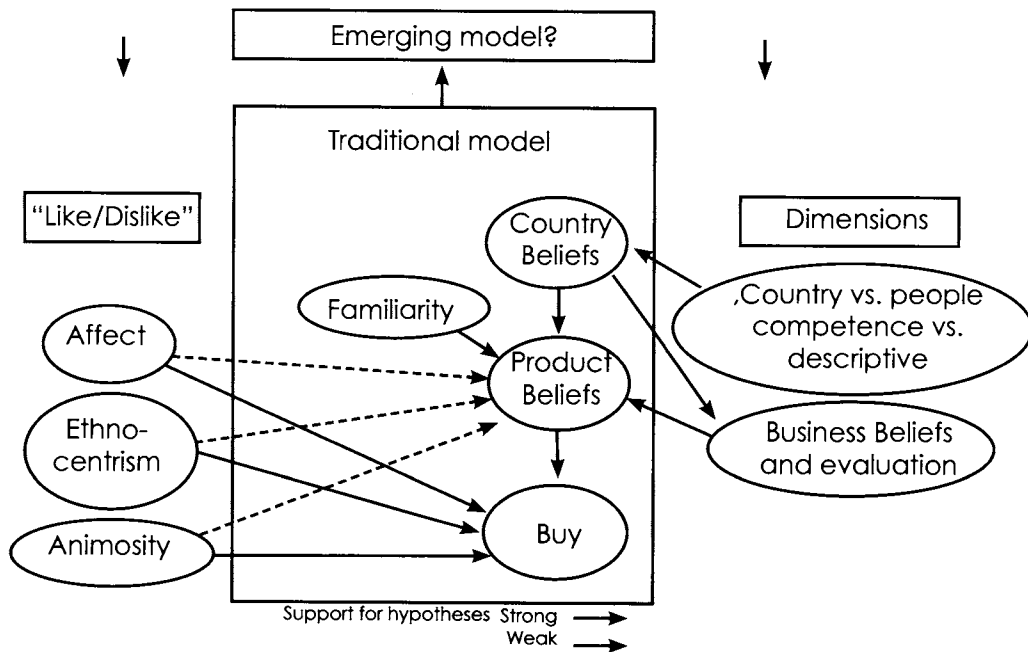 Emerging model?
Traditional model
“Like/Dislike”
Dimensions
Country
Beliefs
Familiarity
,Country vs. people
competence vs.
descriptive
Affect
Product
Beliefs
Ethno-
centrism
Business Beliefs
and evaluation
Animosity
Buy
Support for hypotheses Strong
Weak